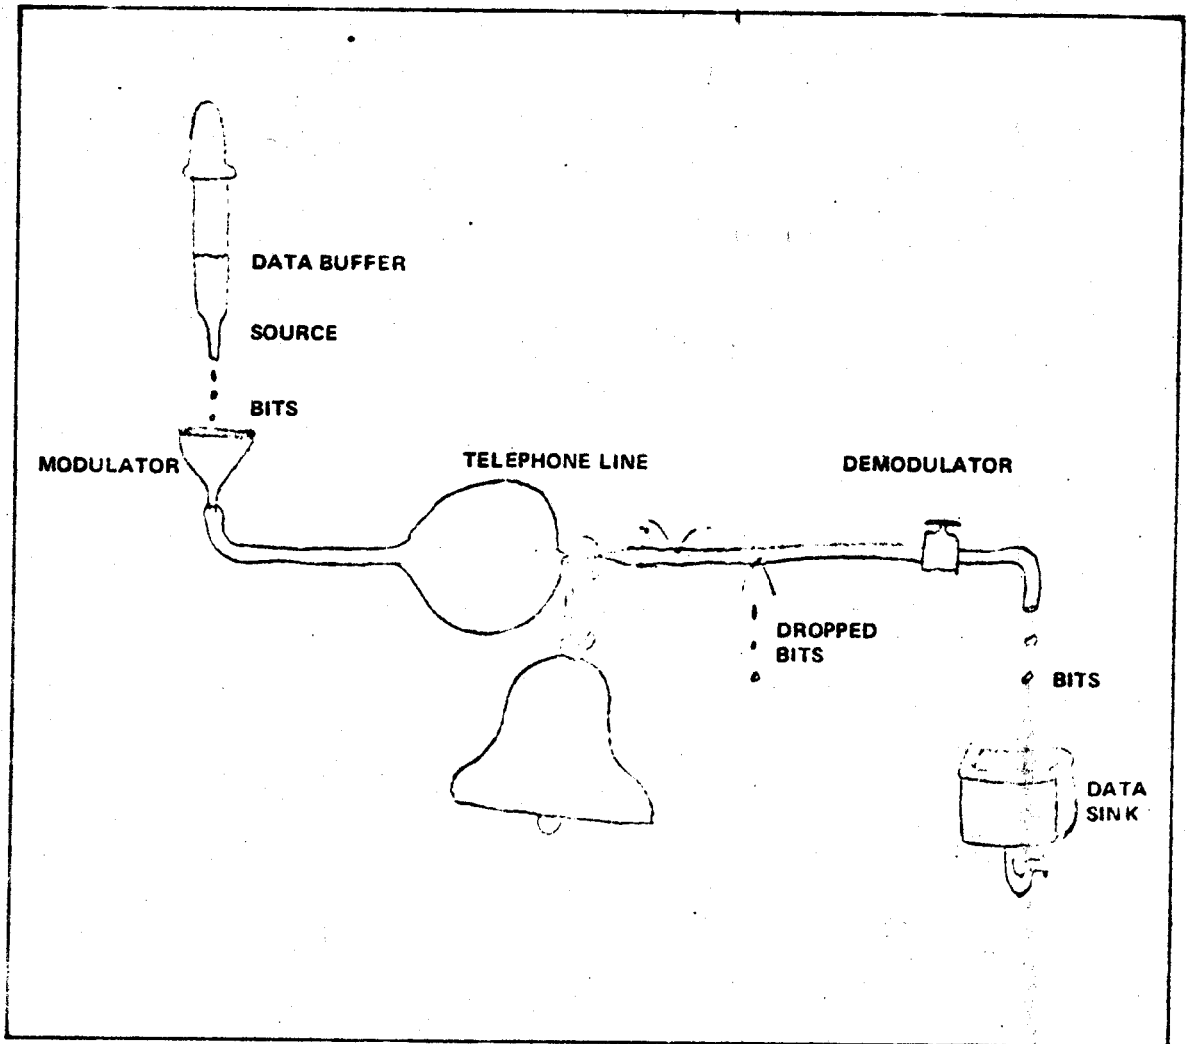 DATA BUFFER
SOURCE
BITS
MODULATOR
TELEPHONE LINE
DEMODULATOR
DROPPED
BITS
BITS
DATA
SINK